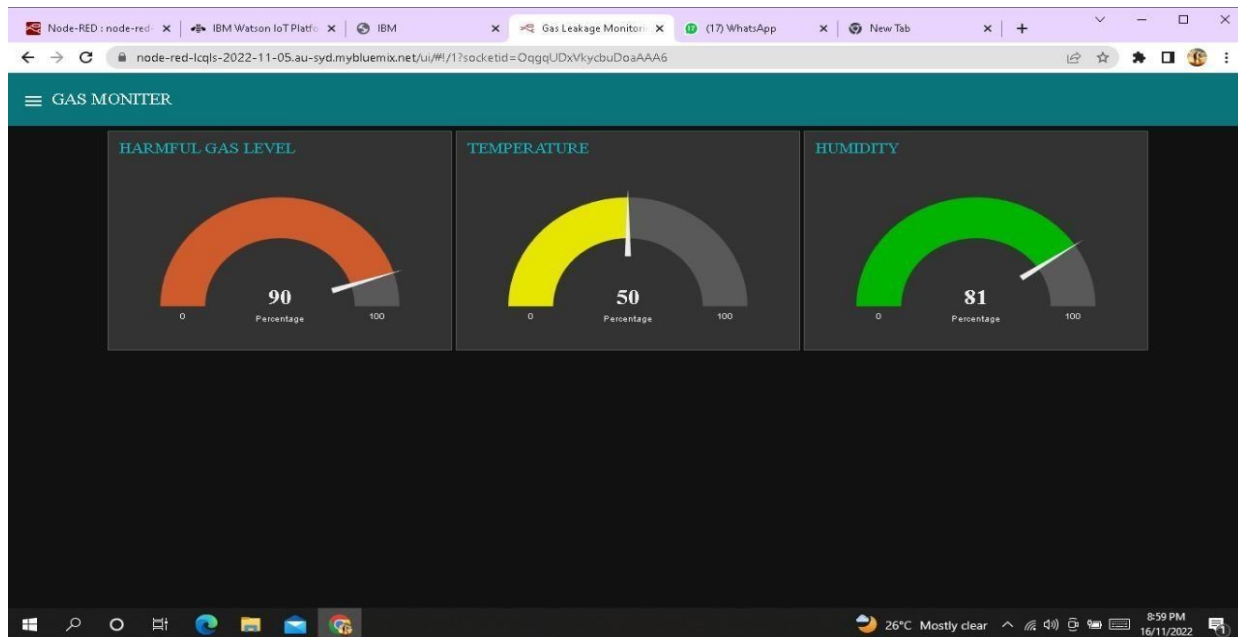 Node-RED : node-red-
IBM Watson IoT Platfo
IBM
Gas Leakage Monitori
(17) WhatsApp
New Tab
node-red-lcqls-2022-11-05.au-syd.mybluemix.net/ui/#!/1?socketid=OqgqUDxVkycbuDoaAAA6
GAS MONITER
HARMFUL GAS LEVEL
90
0
Percentage
100
TEMPERATURE
50
0
Percentage
100
HUMIDITY
81
0
Percentage
100
26°C Mostly clear
8:59 PM
16/11/2022